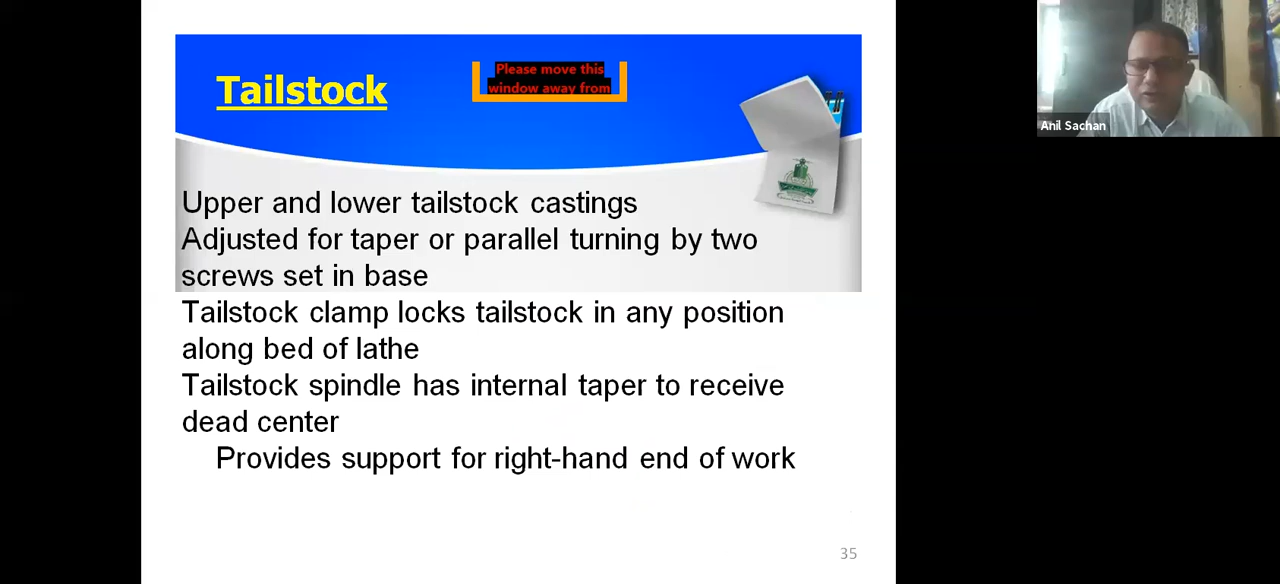 Tailstock
Please move this
window away from
Anil Sachan
Upper and lower tailstock castings
Adjusted for taper or parallel turning by two
screws set in base
Tailstock clamp locks tailstock in any position
along bed of lathe
Tailstock spindle has internal taper to receive
dead center
Provides support for right-hand end of work
35